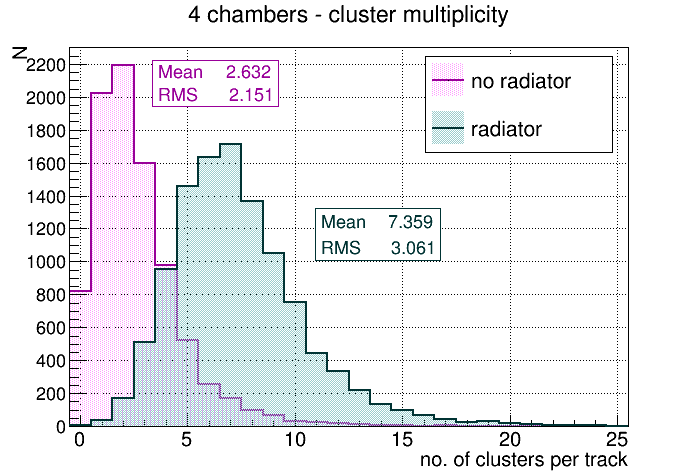 4 chambers - cluster multiplicity
N
2200
2000
1800
1600
1400
1200
1000
800
600
400
200
0
Mean 2.632
RMS 2.151
no radiator
radiator
Mean 7.359
RMS 3.061
0 5 10 15 20 25
no. of clusters per track